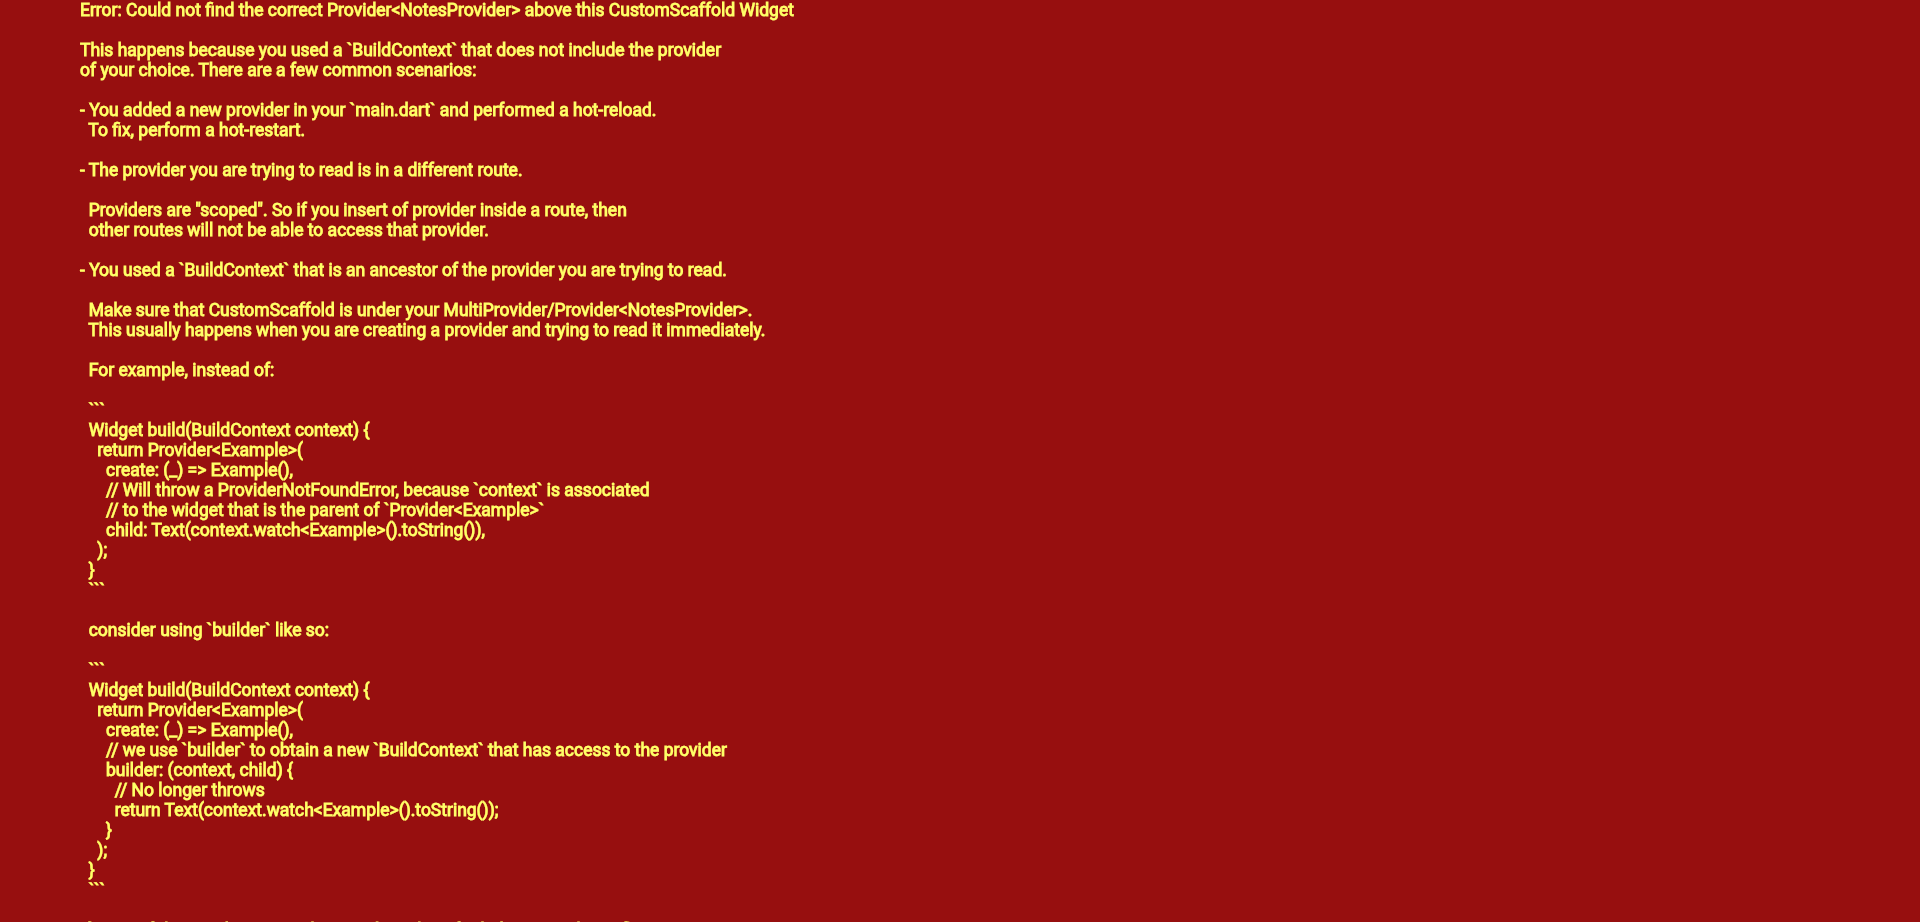 Error: Could not find the correct Provider<NotesProvider> above this CustomScaffold Widget
This happens because you used a `BuildContext` that does not include the provider
of your choice. There are a few common scenarios:
- You added a new provider in your `main.dart` and performed a hot-reload.
To fix, perform a hot-restart.
- The provider you are trying to read is in a different route.
Providers are "scoped". So if you insert of provider inside a route, then
other routes will not be able to access that provider.
- You used a `BuildContext` that is an ancestor of the provider you are trying to read.
Make sure that CustomScaffold is under your MultiProvider/Provider<NotesProvider>.
This usually happens when you are creating a provider and trying to read it immediately.
For example, instead of:
```
Widget build(BuildContext context) {
return Provider<Example>(
create: (_) => Example(),
// Will throw a ProviderNotFoundError, because `context` is associated
// to the widget that is the parent of `Provider<Example>`
child: Text(context.watch<Example>().toString()),
);
}
```
consider using `builder` like so:
```
Widget build(BuildContext context) {
return Provider<Example>(
create: (_) => Example(),
// we use `builder` to obtain a new `BuildContext` that has access to the provider
builder: (context, child) {
// No longer throws
return Text(context.watch<Example>().toString());
}
);
}
```